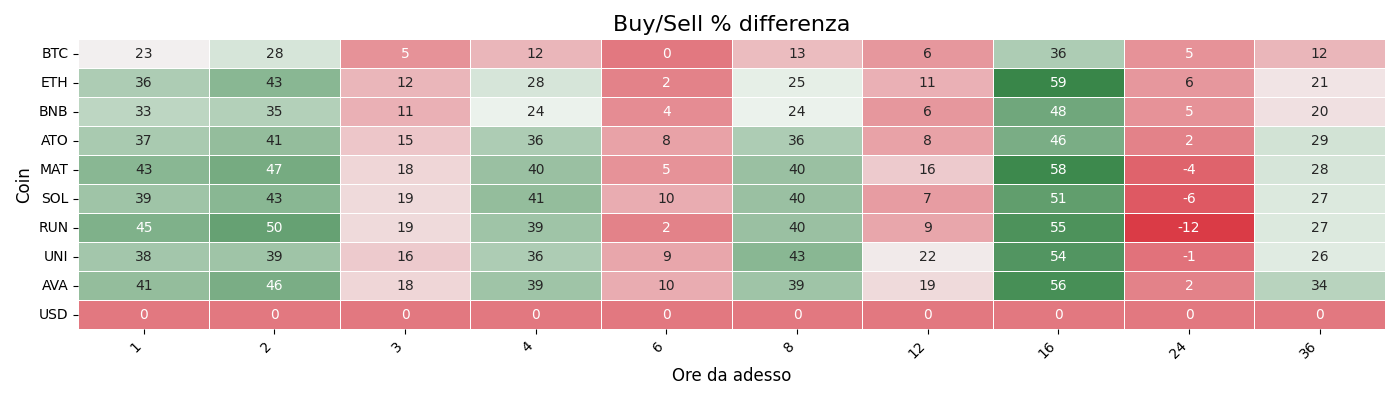 Buy/Sell % differenza
Coin
BTC 23 28 5 12 0 13 6 36 5 12
ETH 36 43 12 28 2 25 11 59 6 21
BNB 33 35 11 24 4 24 6 48 5 20
ATO 37 41 15 36 8 36 8 46 2 29
MAT 43 47 18 40 5 40 16 58 -4 28
SOL 39 43 19 41 10 40 7 51 -6 27
RUN 45 50 19 39 2 40 9 55 -12 27
UNI 38 39 16 36 9 43 22 54 -1 26
AVA 41 46 18 39 10 39 19 56 2 34
USD 0 0 0 0 0 0 0 0 0 0
1 2 3 4 6 8 12 16 24 36
Ore da adesso